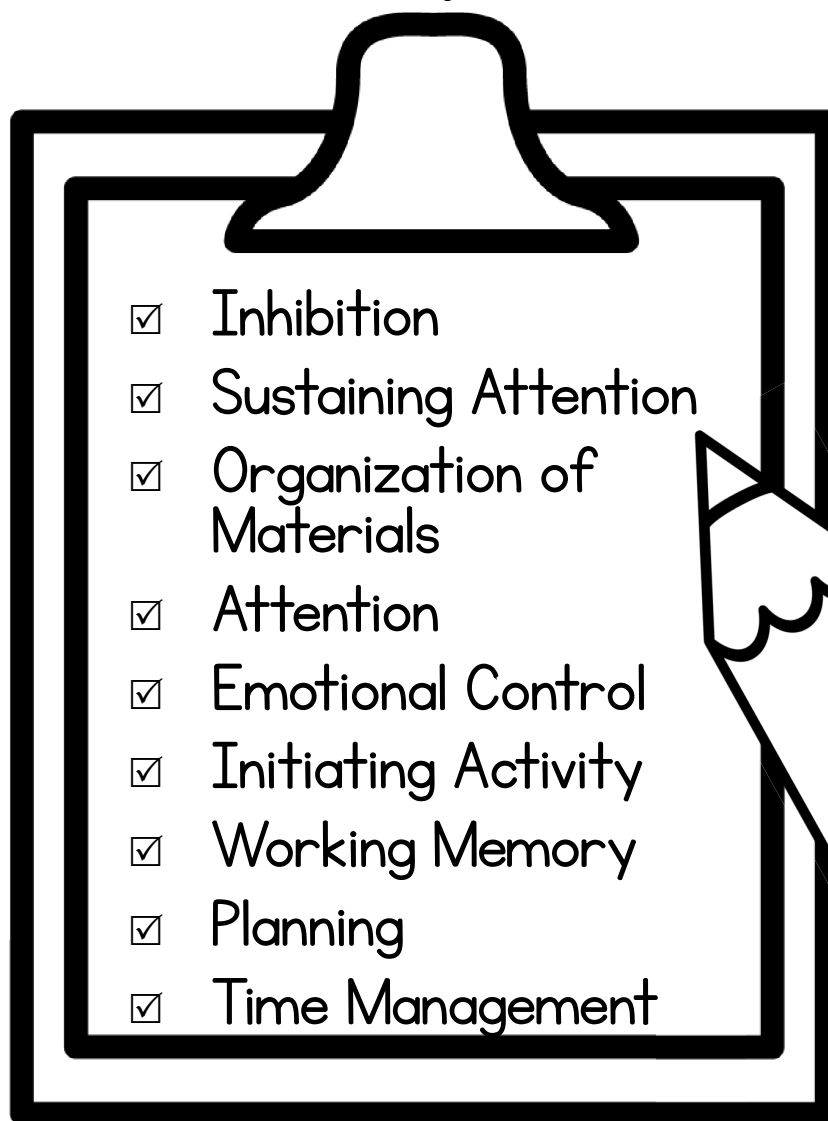 ☑ Inhibition
☑ Sustaining Attention
☑ Organization of
Materials
☑ Attention
☑ Emotional Control
☑ Initiating Activity
☑ Working Memory
☑ Planning
☑ Time Management